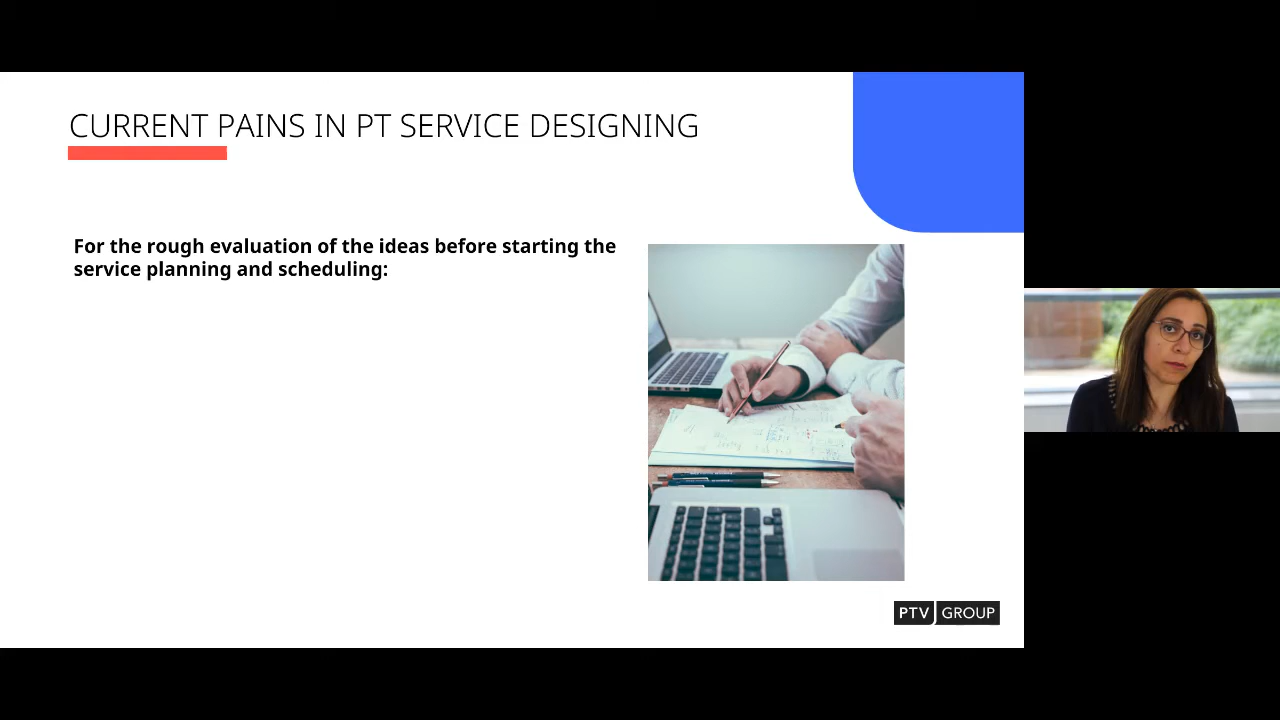 CURRENT PAINS IN PT SERVICE DESIGNING
For the rough evaluation of the ideas before starting the
service planning and scheduling:
PTV GROUP